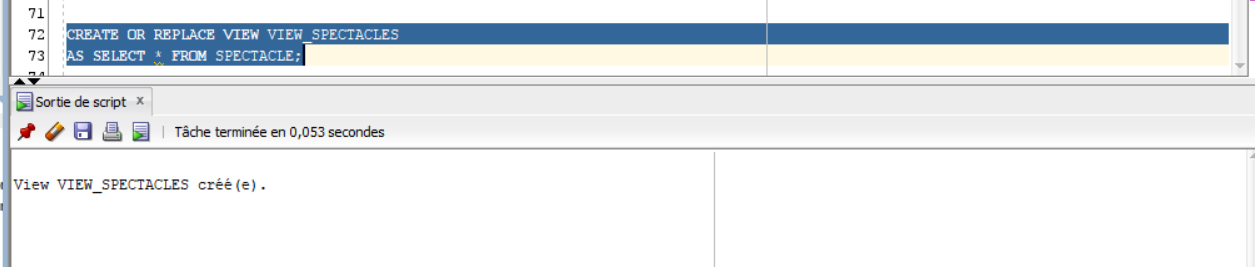 71
72 CREATE OR REPLACE VIEW VIEW_SPECTACLES
73 AS SELECT * FROM SPECTACLE;
74
Sortie de script x
Tâche terminée en 0,053 secondes
View VIEW_SPECTACLES créé(e).